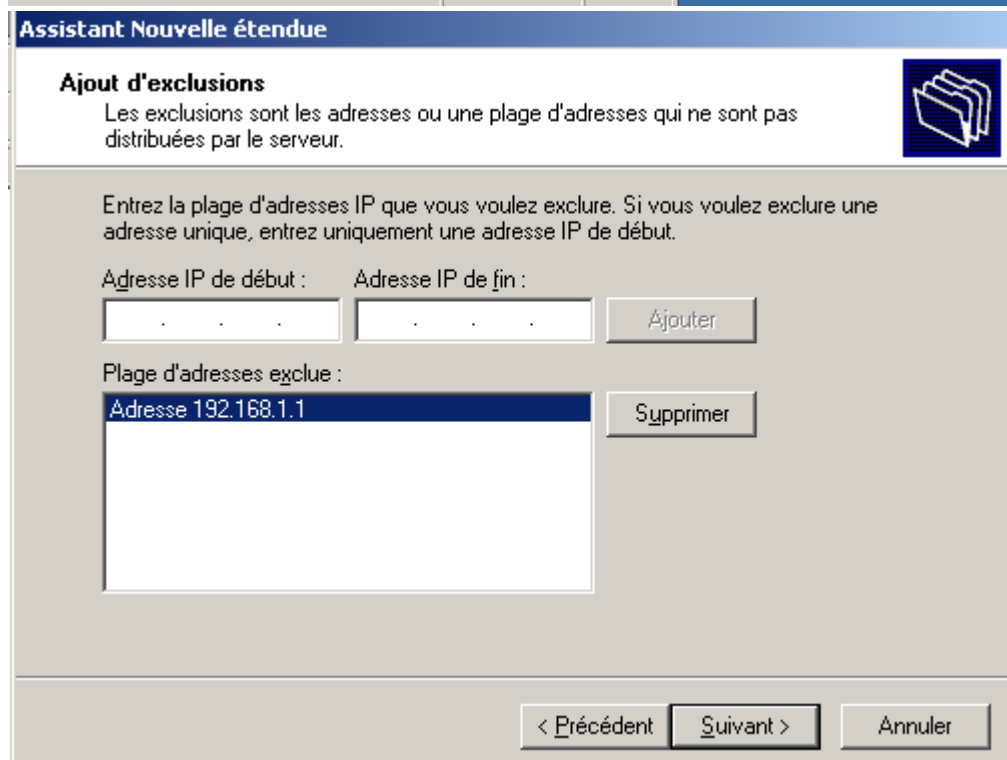 Assistant Nouvelle étendue
Ajout d'exclusions
Les exclusions sont les adresses ou une plage d'adresses qui ne sont pas
distribuées par le serveur.
Entrez la plage d'adresses IP que vous voulez exclure. Si vous voulez exclure une
adresse unique, entrez uniquement une adresse IP de début.
Adresse IP de début : Adresse IP de fin :
. . . . . . Ajouter
Plage d'adresses exclue :
Adresse 192.168.1.1 Supprimer
< Précédent Suivant > Annuler